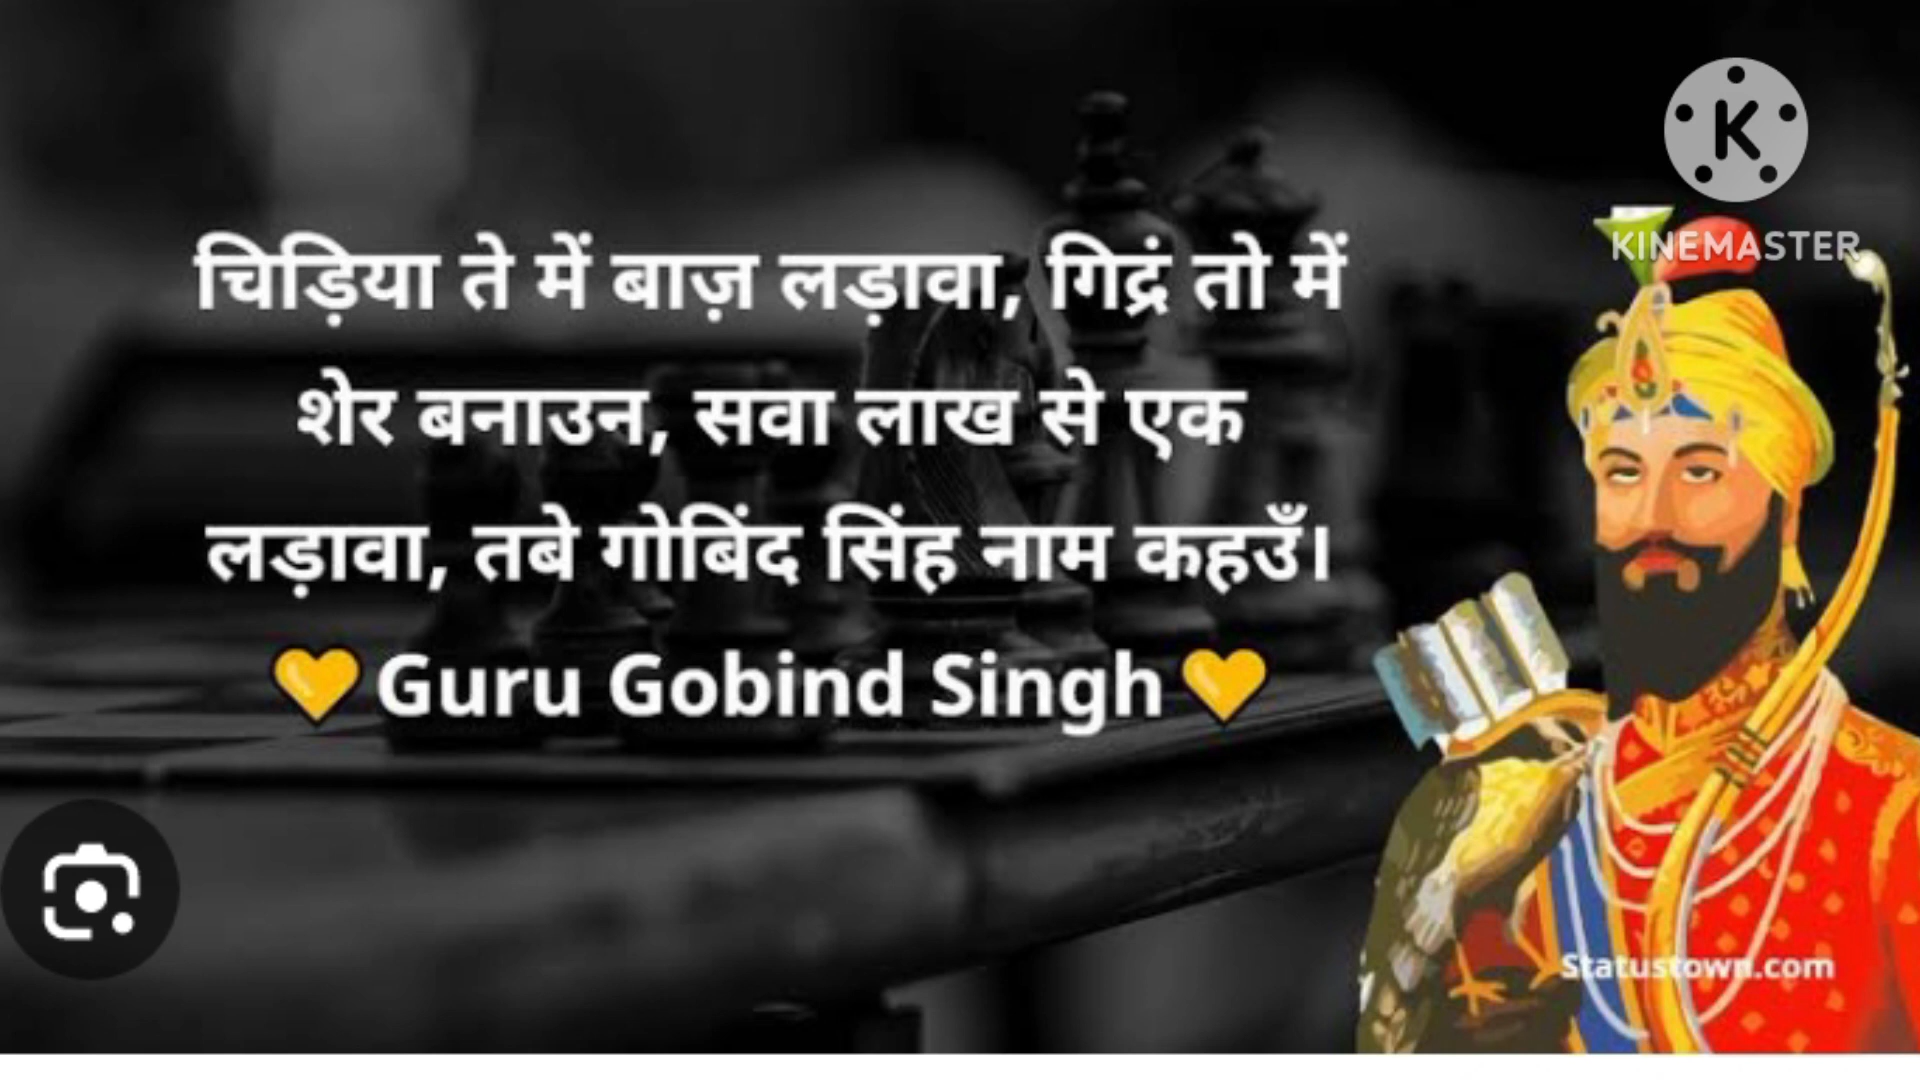 K
KINEMASTER
चिड़िया ते में बाज़ लड़ावा, गिद्रं तो में
शेर बनाउन, सवा लाख से एक
लड़ावा, तबे गोबिंद सिंह नाम कहउँ।
💛Guru Gobind Singh💛
Statustown.com